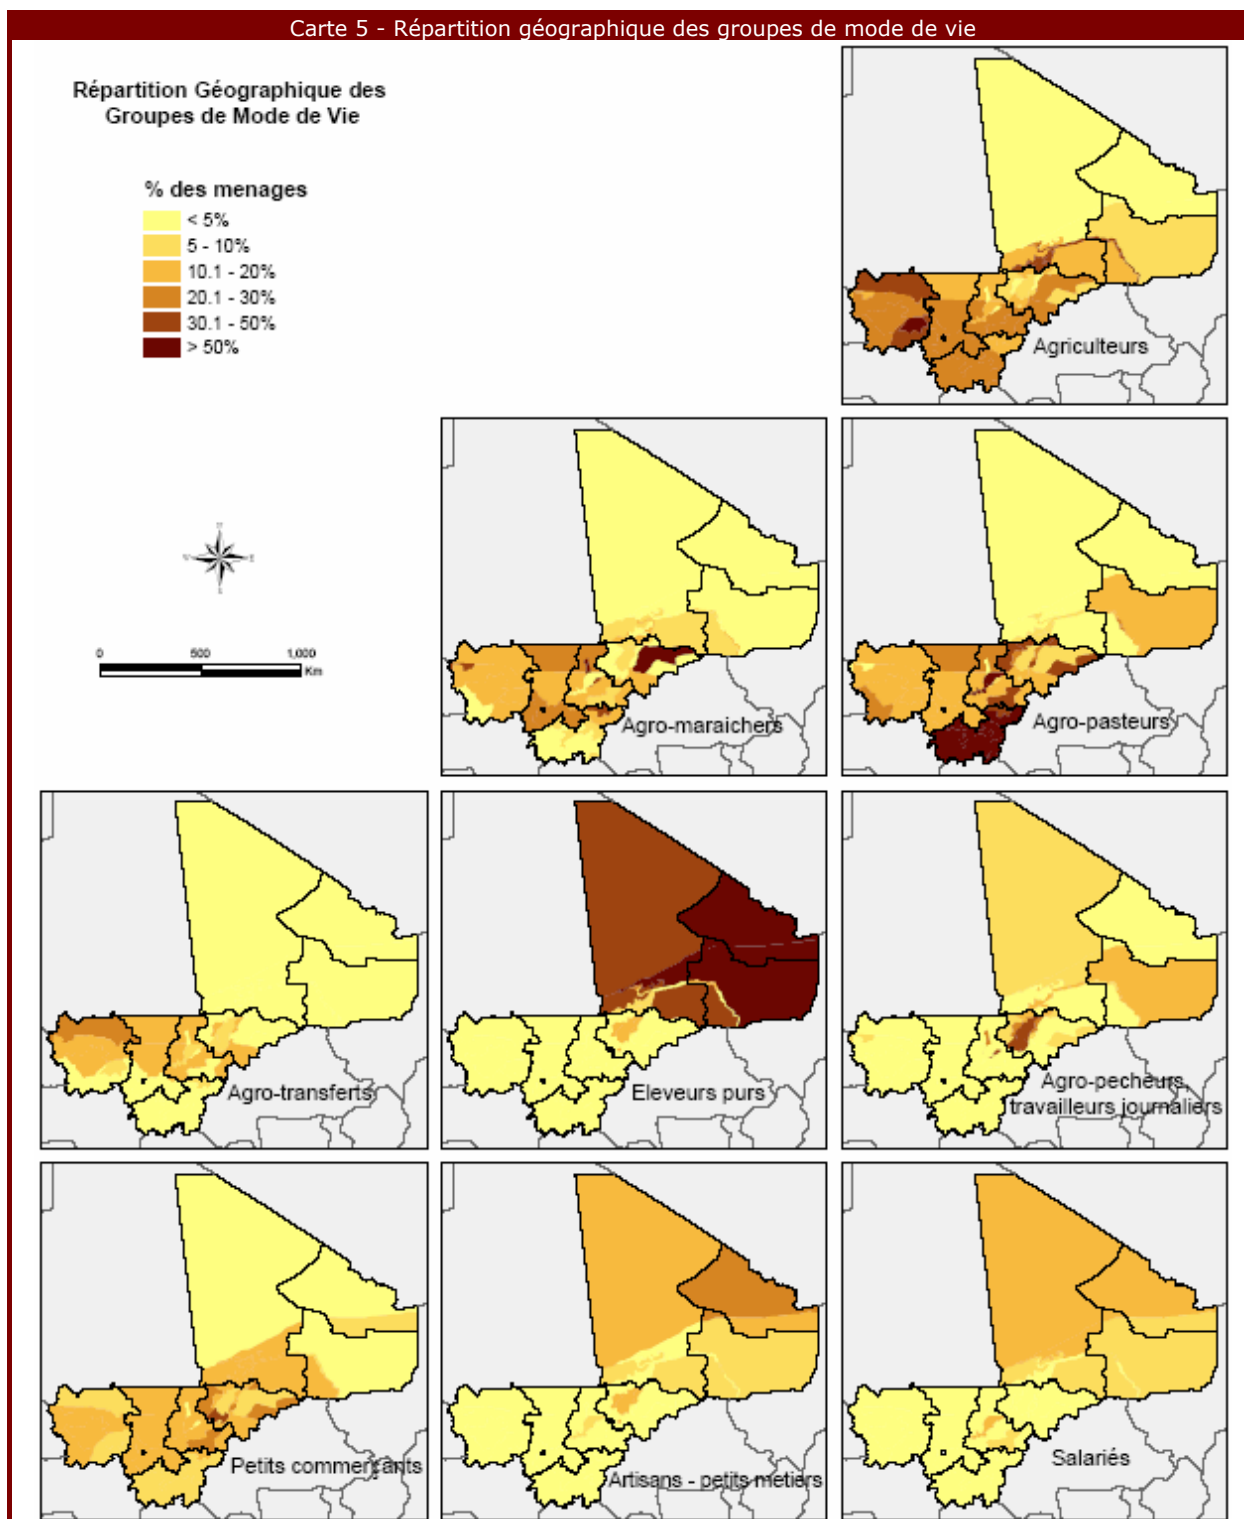 Carte 5 - Répartition géographique des groupes de mode de vie
Répartition Géographique des
Groupes de Mode de Vie
% des menages
< 5%
5 - 10%
10.1 - 20%
20.1 - 30%
30.1 - 50%
> 50%
0 500 1,000
Km
Agriculteurs
Agro-maraichers
Agro-pasteurs
Agro-transferts
Eleveurs purs
Agro-pecheurs,
travailleurs journaliers
Petits commerçants
Artisans - petits metiers
Salariés